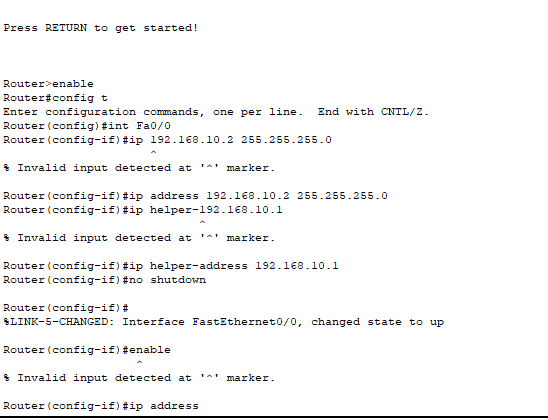 Press RETURN to get started!
Router>enable
Router#config t
Enter configuration commands, one per line.  End with CNTL/Z.
Router(config)#int Fa0/0
Router(config-if)#ip 192.168.10.2 255.255.255.0
^
% Invalid input detected at '^' marker.
Router(config-if)#ip address 192.168.10.2 255.255.255.0
Router(config-if)#ip helper-192.168.10.1
^
% Invalid input detected at '^' marker.
Router(config-if)#ip helper-address 192.168.10.1
Router(config-if)#no shutdown
Router(config-if)#
%LINK-5-CHANGED: Interface FastEthernet0/0, changed state to up
Router(config-if)#enable
^
% Invalid input detected at '^' marker.
Router(config-if)#ip address